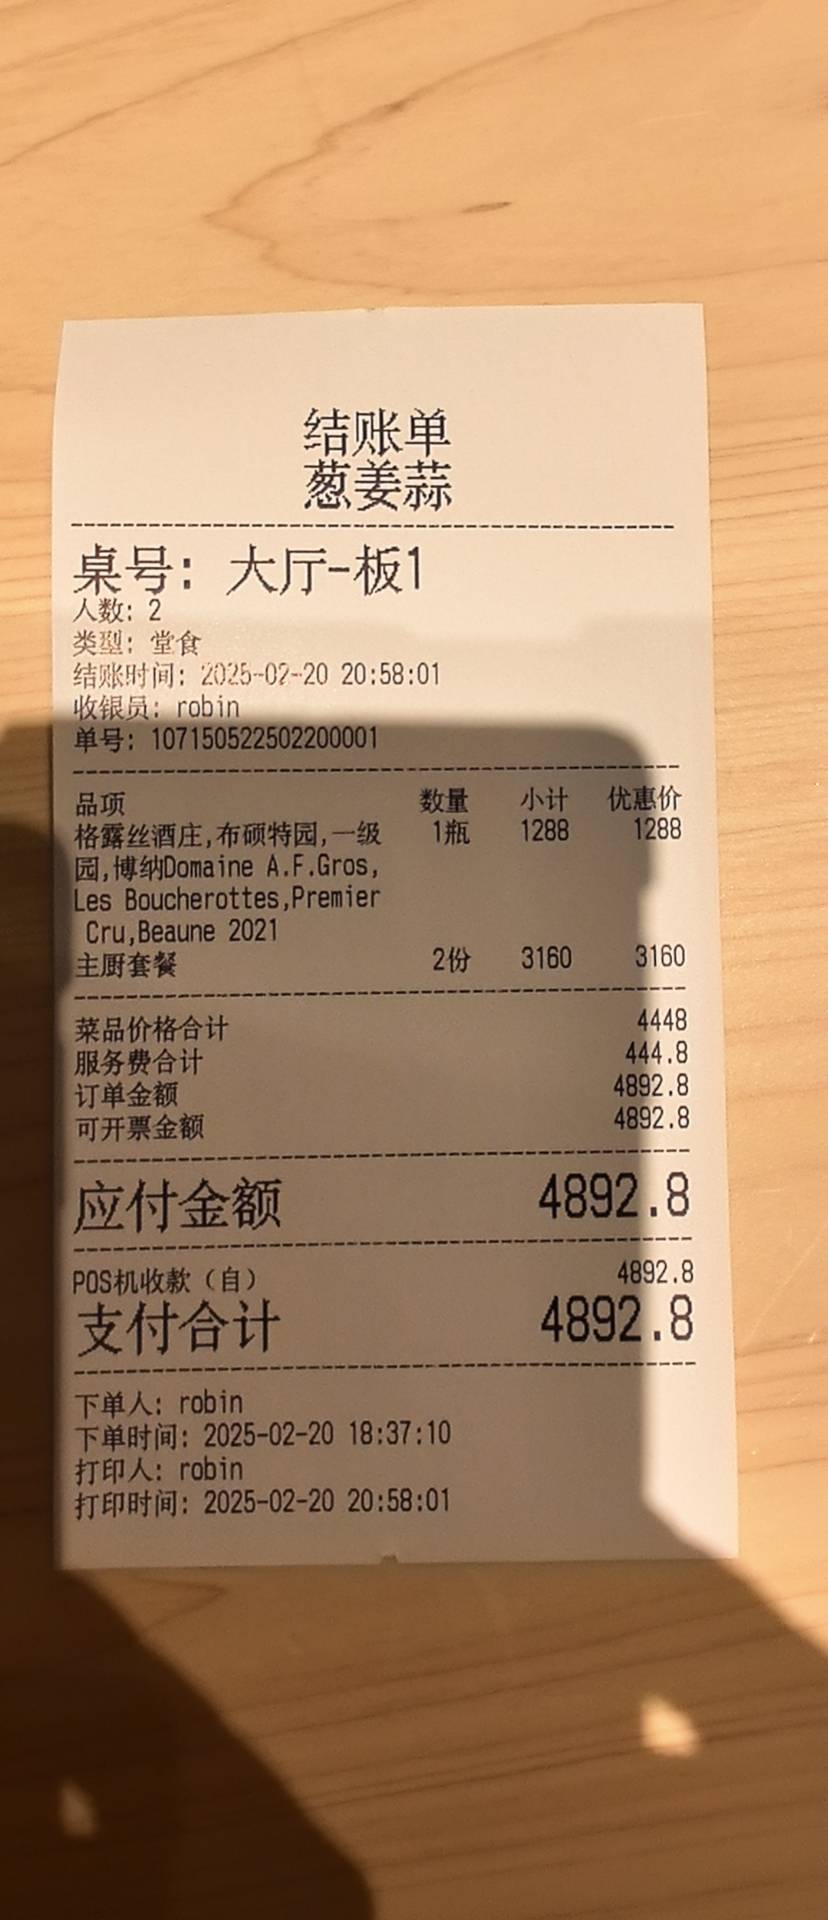 结账单
葱姜蒜
桌号: 大厅-板1
人数: 2
类型: 堂食
结账时间: 2025-02-20 20:58:01
收银员: robin
单号: 107150522502200001
品项 数量 小计 优惠价
格露丝酒庄,布硕特园,一级 1瓶 1288 1288
园,博纳Domaine A.F.Gros,
Les Boucherottes,Premier
Cru,Beaune 2021
主厨套餐 2份 3160 3160
菜品价格合计 4448
服务费合计 444.8
订单金额 4892.8
可开票金额 4892.8
应付金额 4892.8
POS机收款（自） 4892.8
支付合计 4892.8
下单人: robin
下单时间: 2025-02-20 18:37:10
打印人: robin
打印时间: 2025-02-20 20:58:01